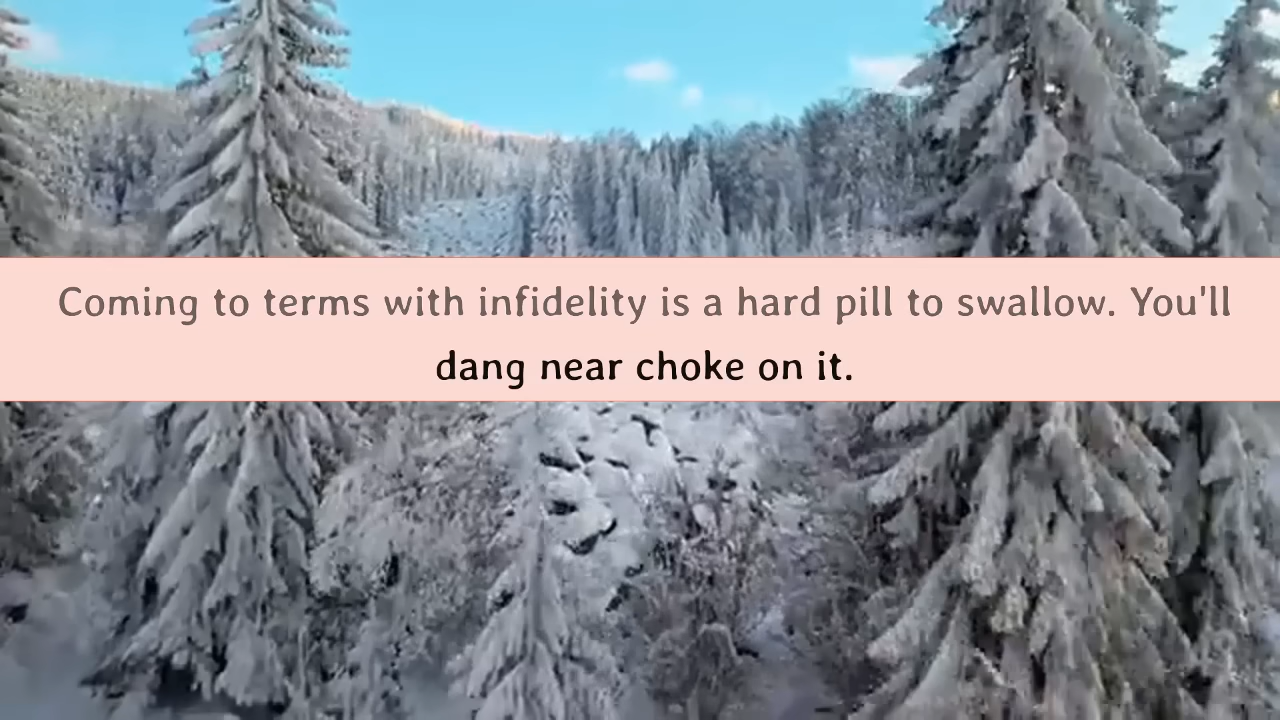 Coming to terms with infidelity is a hard pill to swallow. You'll
dang near choke on it.